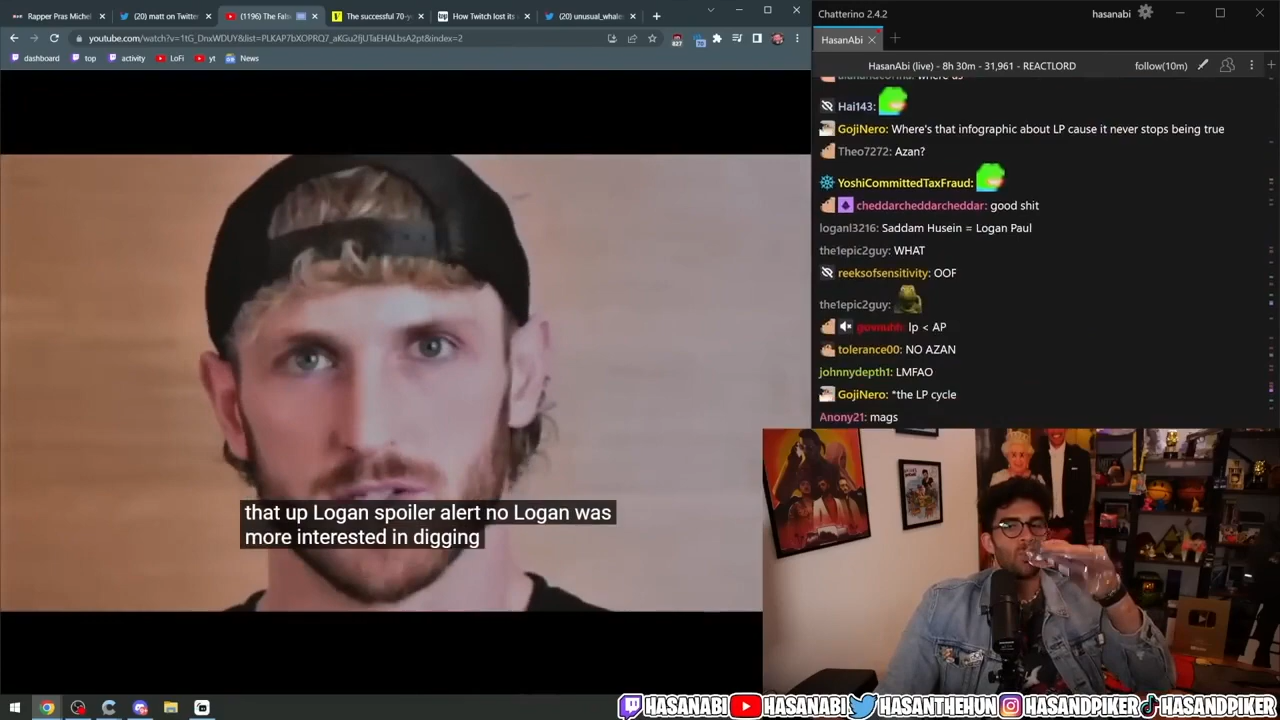 Rapper Pras Michel
(20) matt on Twitter
(1196) The Fals
The successful 70-y
How Twitch lost its
(20) unusual_whale
youtube.com/watch?v=1tG_DnxWDUY&list=PLKAP7bXOPRQ7_aKGu2IjUTaEHALbsA2pt&index=2
827
dashboard
top
activity
LoFi
yt
News
that up Logan spoiler alert no Logan was
more interested in digging
Chatterino 2.4.2
hasanabi
HasanAbi
HasanAbi (live) - 8h 30m - 31,961 - REACTLORD
follow(10m)
Hai143:
GojiNero: Where's that infographic about LP cause it never stops being true
Theo7272: Azan?
YoshiCommittedTaxFraud:
cheddarcheddarcheddar: good shit
loganl3216: Saddam Husein = Logan Paul
the1epic2guy: WHAT
reeksofsensitivity: OOF
the1epic2guy:
lp < AP
tolerance00: NO AZAN
johnnydepth1: LMFAO
GojiNero: *the LP cycle
Anony21: mags
HASANABI HASANABI HASANTHEHUN HASANDPIKER HASANDPIKER